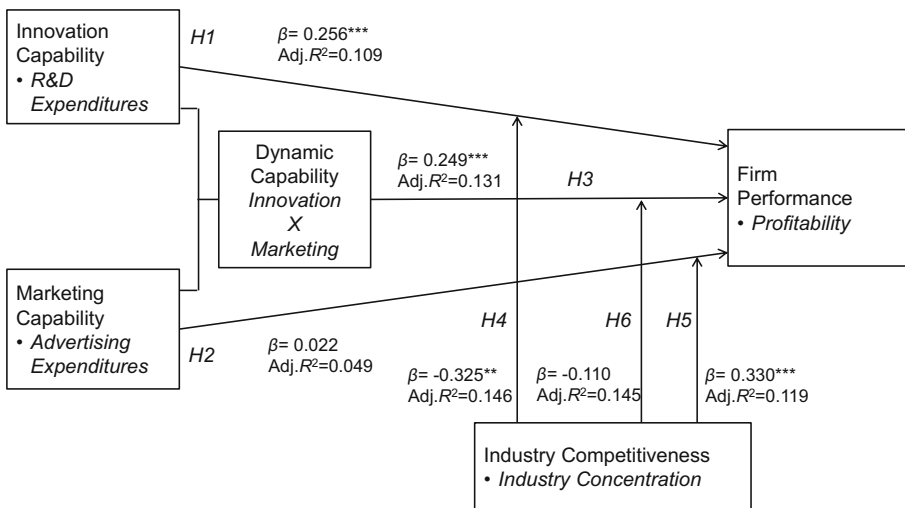 Innovation
Capability
• R&D
Expenditures
H1
β= 0.256***
Adj.R²=0.109
Dynamic
Capability
Innovation
X
Marketing
β= 0.249***
Adj.R²=0.131
H3
Firm
Performance
• Profitability
Marketing
Capability
• Advertising
Expenditures
H2
β= 0.022
Adj.R²=0.049
H4
H6
H5
β= -0.325**
Adj.R²=0.146
β= -0.110
Adj.R²=0.145
β= 0.330***
Adj.R²=0.119
Industry Competitiveness
• Industry Concentration